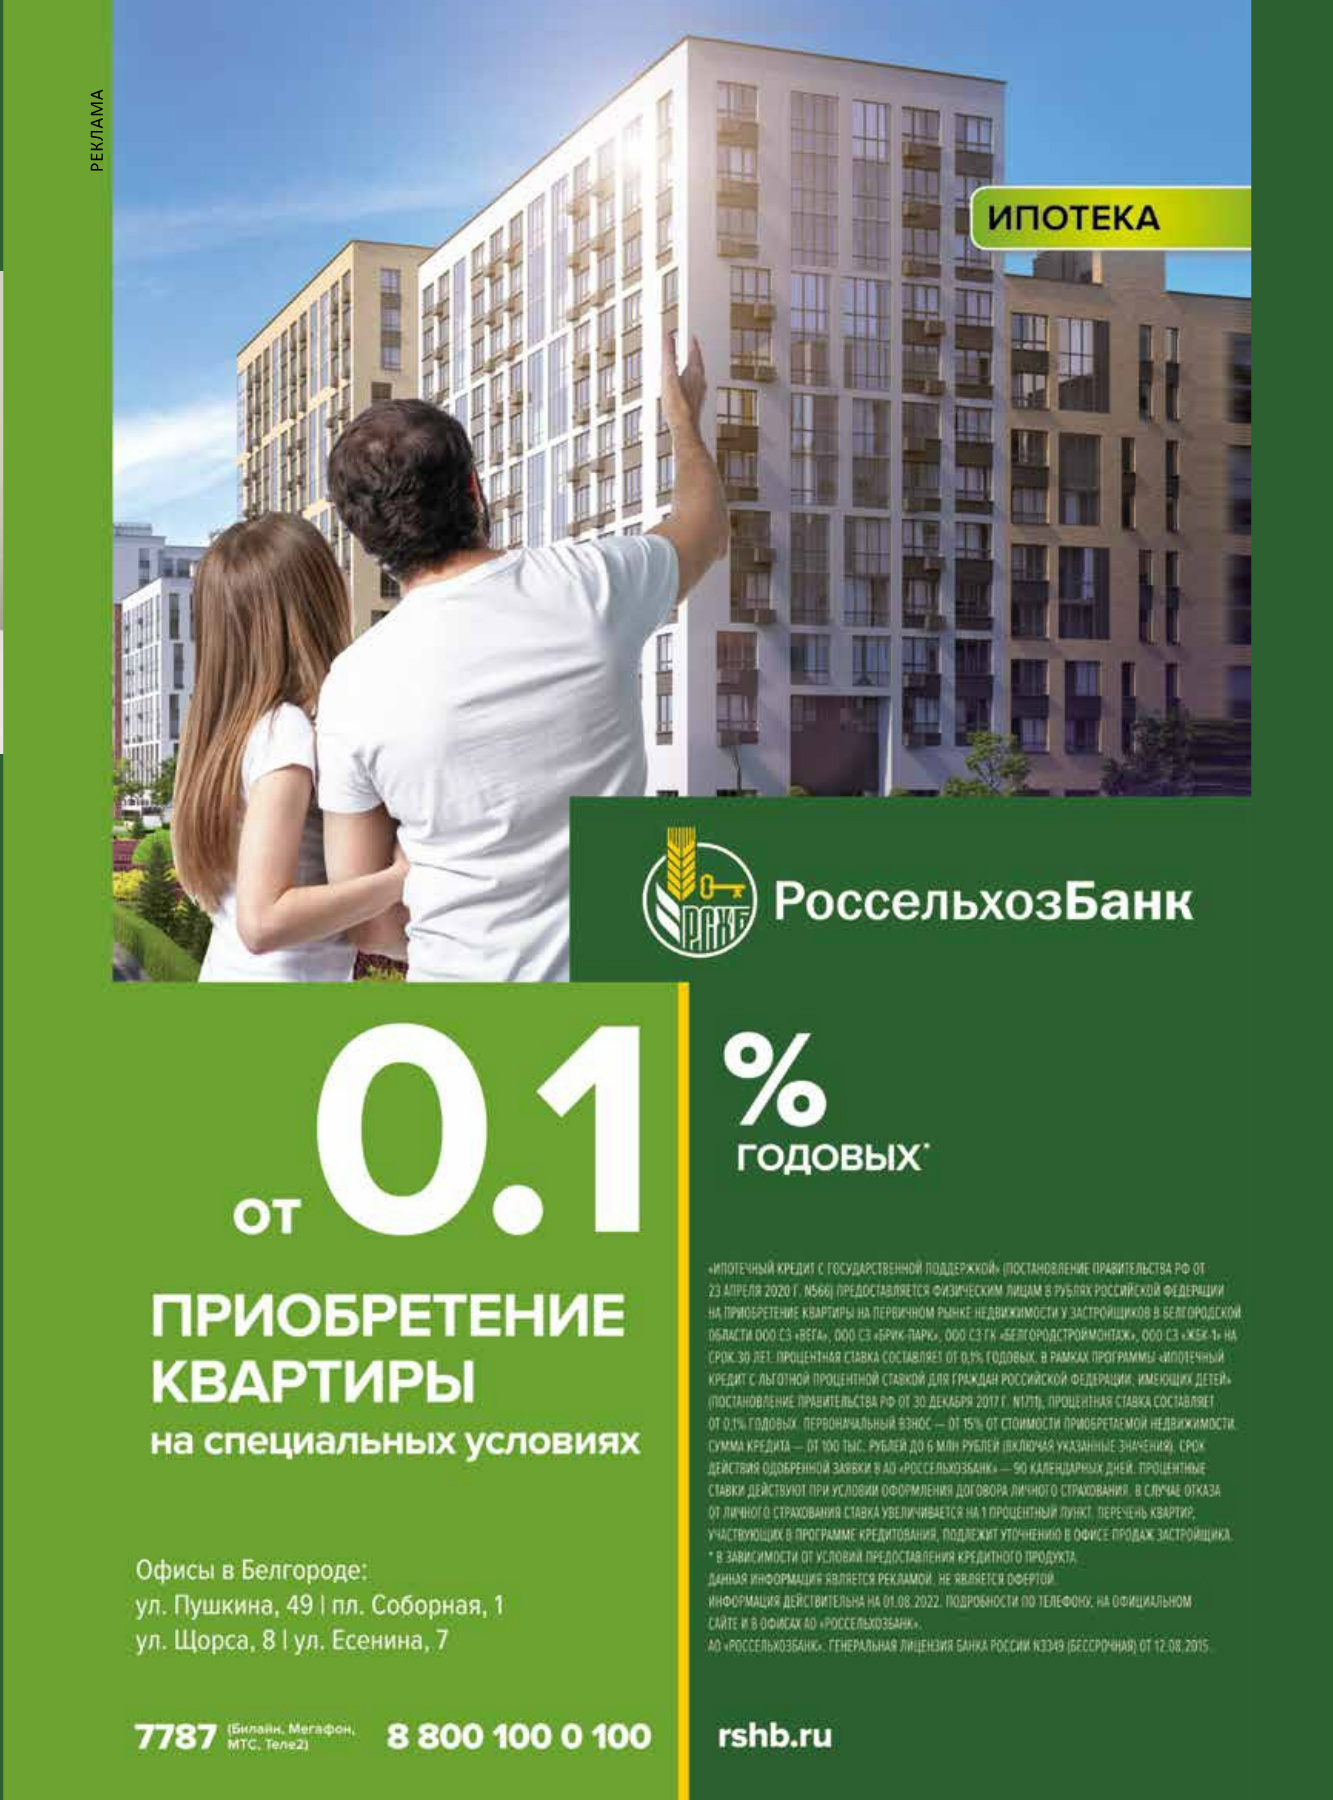 РЕКЛАМА
ИПОТЕКА
РСХБ
РоссельхозБанк
от 0.1 %
ГОДОВЫХ*
ПРИОБРЕТЕНИЕ
КВАРТИРЫ
на специальных условиях
Офисы в Белгороде:
ул. Пушкина, 49 | пл. Соборная, 1
ул. Щорса, 8 | ул. Есенина, 7
7787 (Билайн, Мегафон,
МТС, Теле2)
8 800 100 0 100
«ИПОТЕЧНЫЙ КРЕДИТ С ГОСУДАРСТВЕННОЙ ПОДДЕРЖКОЙ» (ПОСТАНОВЛЕНИЕ ПРАВИТЕЛЬСТВА РФ ОТ
23 АПРЕЛЯ 2020 Г. N566) ПРЕДОСТАВЛЯЕТСЯ ФИЗИЧЕСКИМ ЛИЦАМ В РУБЛЯХ РОССИЙСКОЙ ФЕДЕРАЦИИ
НА ПРИОБРЕТЕНИЕ КВАРТИРЫ НА ПЕРВИЧНОМ РЫНКЕ НЕДВИЖИМОСТИ У ЗАСТРОЙЩИКОВ В БЕЛГОРОДСКОЙ
ОБЛАСТИ ООО СЗ «ВЕГА», ООО СЗ «БРИК-ПАРК», ООО СЗ ГК «БЕЛГОРОДСТРОЙМОНТАЖ», ООО СЗ «ЖБК-1» НА
СРОК 30 ЛЕТ. ПРОЦЕНТНАЯ СТАВКА СОСТАВЛЯЕТ ОТ 0,1% ГОДОВЫХ. В РАМКАХ ПРОГРАММЫ «ИПОТЕЧНЫЙ
КРЕДИТ С ЛЬГОТНОЙ ПРОЦЕНТНОЙ СТАВКОЙ ДЛЯ ГРАЖДАН РОССИЙСКОЙ ФЕДЕРАЦИИ, ИМЕЮЩИХ ДЕТЕЙ»
(ПОСТАНОВЛЕНИЕ ПРАВИТЕЛЬСТВА РФ ОТ 30 ДЕКАБРЯ 2017 Г. N1711), ПРОЦЕНТНАЯ СТАВКА СОСТАВЛЯЕТ
ОТ 0,1% ГОДОВЫХ. ПЕРВОНАЧАЛЬНЫЙ ВЗНОС — ОТ 15% ОТ СТОИМОСТИ ПРИОБРЕТАЕМОЙ НЕДВИЖИМОСТИ.
СУММА КРЕДИТА — ОТ 100 ТЫС. РУБЛЕЙ ДО 6 МЛН РУБЛЕЙ (ВКЛЮЧАЯ УКАЗАННЫЕ ЗНАЧЕНИЯ). СРОК
ДЕЙСТВИЯ ОДОБРЕННОЙ ЗАЯВКИ В АО «РОССЕЛЬХОЗБАНК» — 90 КАЛЕНДАРНЫХ ДНЕЙ. ПРОЦЕНТНЫЕ
СТАВКИ ДЕЙСТВУЮТ ПРИ УСЛОВИИ ОФОРМЛЕНИЯ ДОГОВОРА ЛИЧНОГО СТРАХОВАНИЯ. В СЛУЧАЕ ОТКАЗА
ОТ ЛИЧНОГО СТРАХОВАНИЯ СТАВКА УВЕЛИЧИВАЕТСЯ НА 1 ПРОЦЕНТНЫЙ ПУНКТ. ПЕРЕЧЕНЬ КВАРТИР,
УЧАСТВУЮЩИХ В ПРОГРАММЕ КРЕДИТОВАНИЯ, ПОДЛЕЖИТ УТОЧНЕНИЮ В ОФИСЕ ПРОДАЖ ЗАСТРОЙЩИКА.
* В ЗАВИСИМОСТИ ОТ УСЛОВИЙ ПРЕДОСТАВЛЕНИЯ КРЕДИТНОГО ПРОДУКТА.
ДАННАЯ ИНФОРМАЦИЯ ЯВЛЯЕТСЯ РЕКЛАМОЙ. НЕ ЯВЛЯЕТСЯ ОФЕРТОЙ.
ИНФОРМАЦИЯ ДЕЙСТВИТЕЛЬНА НА 01.08.2022. ПОДРОБНОСТИ ПО ТЕЛЕФОНУ, НА ОФИЦИАЛЬНОМ
САЙТЕ И В ОФИСАХ АО «РОССЕЛЬХОЗБАНК».
АО «РОССЕЛЬХОЗБАНК». ГЕНЕРАЛЬНАЯ ЛИЦЕНЗИЯ БАНКА РОССИИ N3349 (БЕССРОЧНАЯ) ОТ 12.08.2015.
rshb.ru